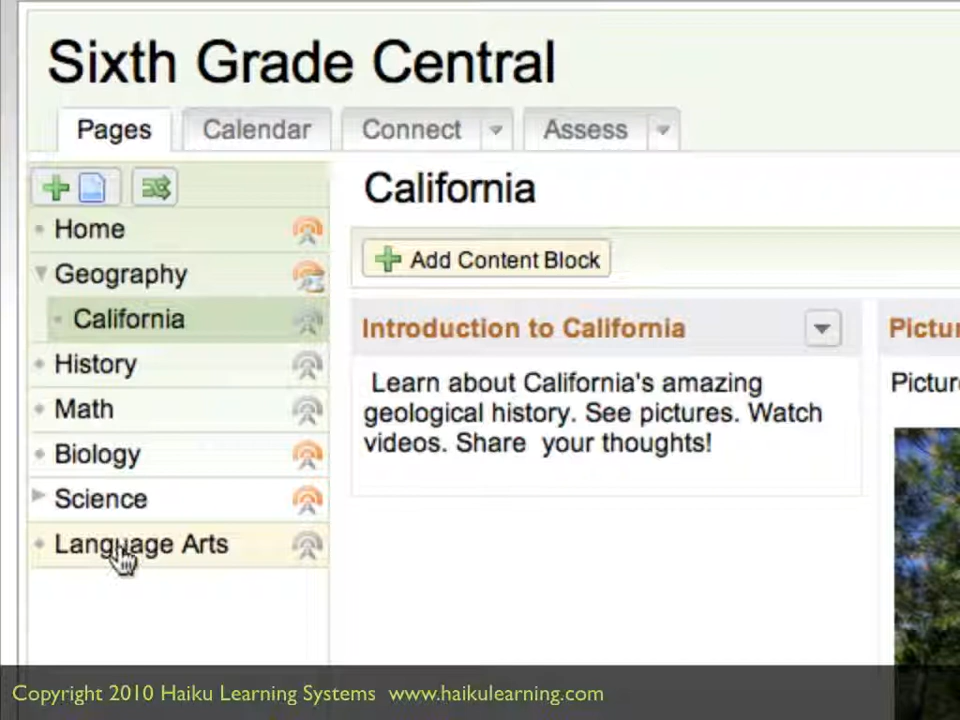 Sixth Grade Central
Pages Calendar Connect Assess
California
Home
Add Content Block
Geography
California
Introduction to California
History
Learn about California's amazing
geological history. See pictures. Watch
videos. Share your thoughts!
Math
Biology
Science
Language Arts
Copyright 2010 Haiku Learning Systems www.haikulearning.com